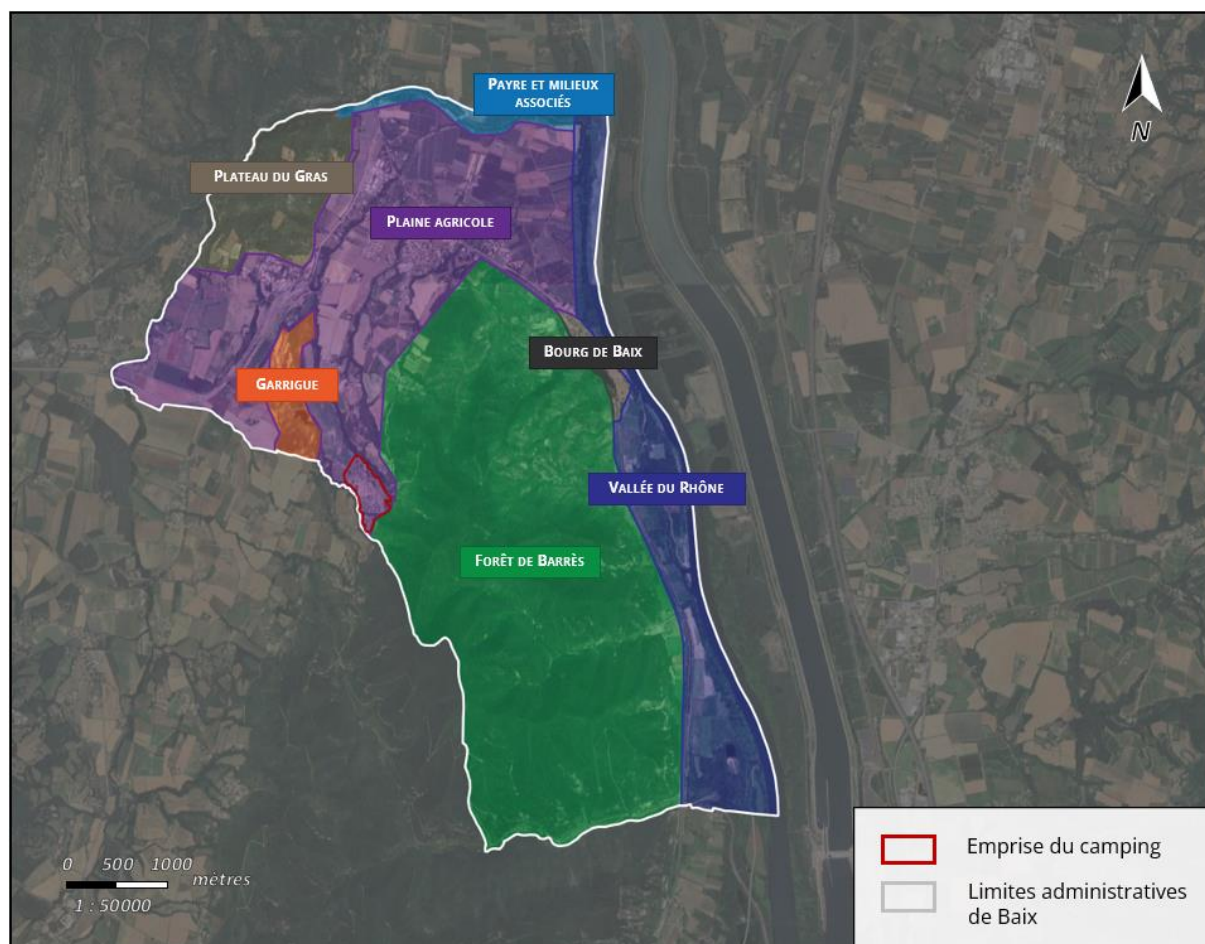 PAYRE ET MILIEUX
ASSOCIÉS
N
PLATEAU DU GRAS
PLAINE AGRICOLE
BOURG DE BAIX
GARRIGUE
VALLÉE DU RHÔNE
FORÊT DE BARRÈS
0 500 1000
mètres
1 : 50000
Emprise du camping
Limites administratives
de Baix